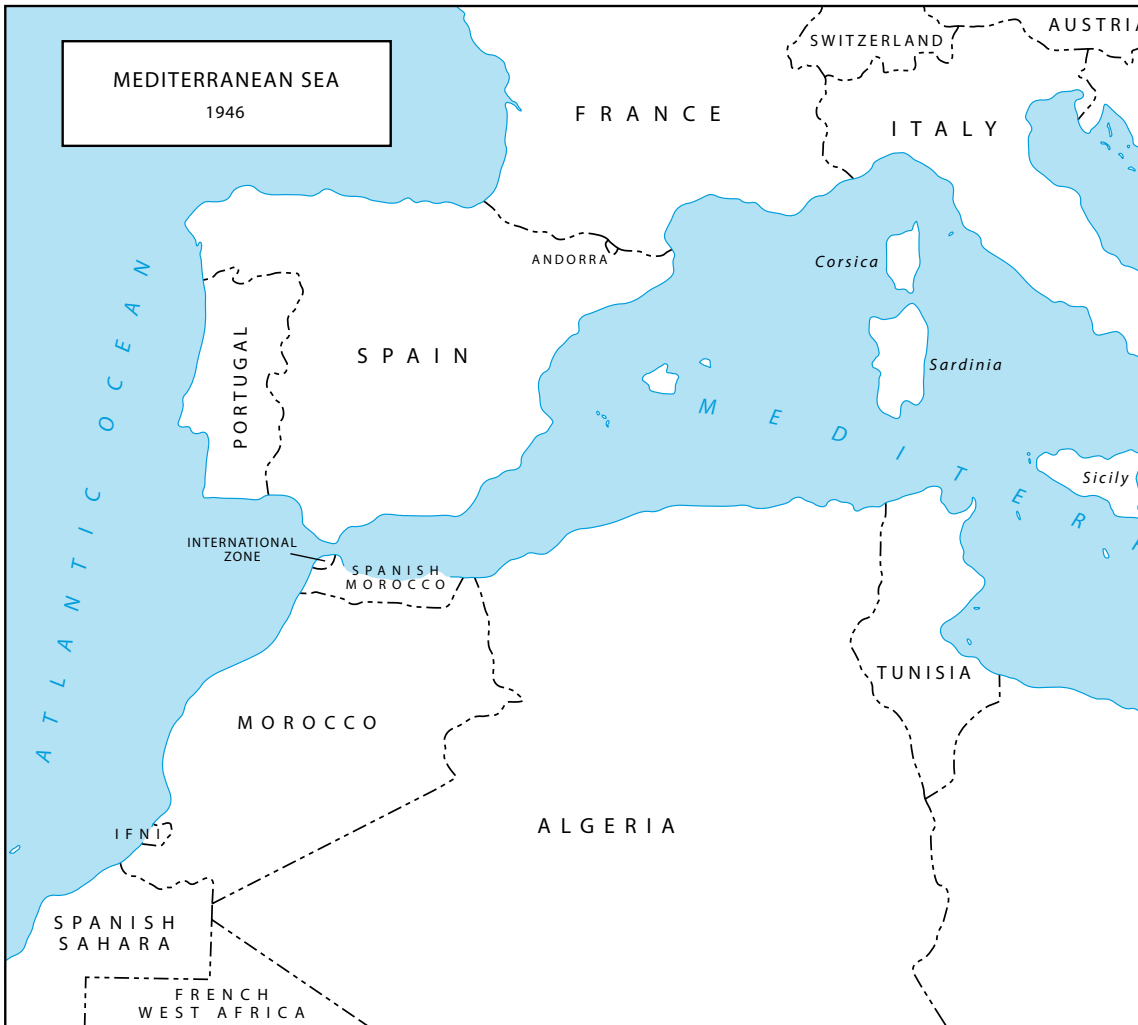 MEDITERRANEAN SEA
1946
SWITZERLAND
AUSTRIA
FRANCE
ITALY
ANDORRA
Corsica
ATLANTIC OCEAN
PORTUGAL
SPAIN
Sardinia
MEDITERR
Sicily
INTERNATIONAL
ZONE
SPANISH
MOROCCO
TUNISIA
MOROCCO
ALGERIA
IFNI
SPANISH
SAHARA
FRENCH
WEST AFRICA